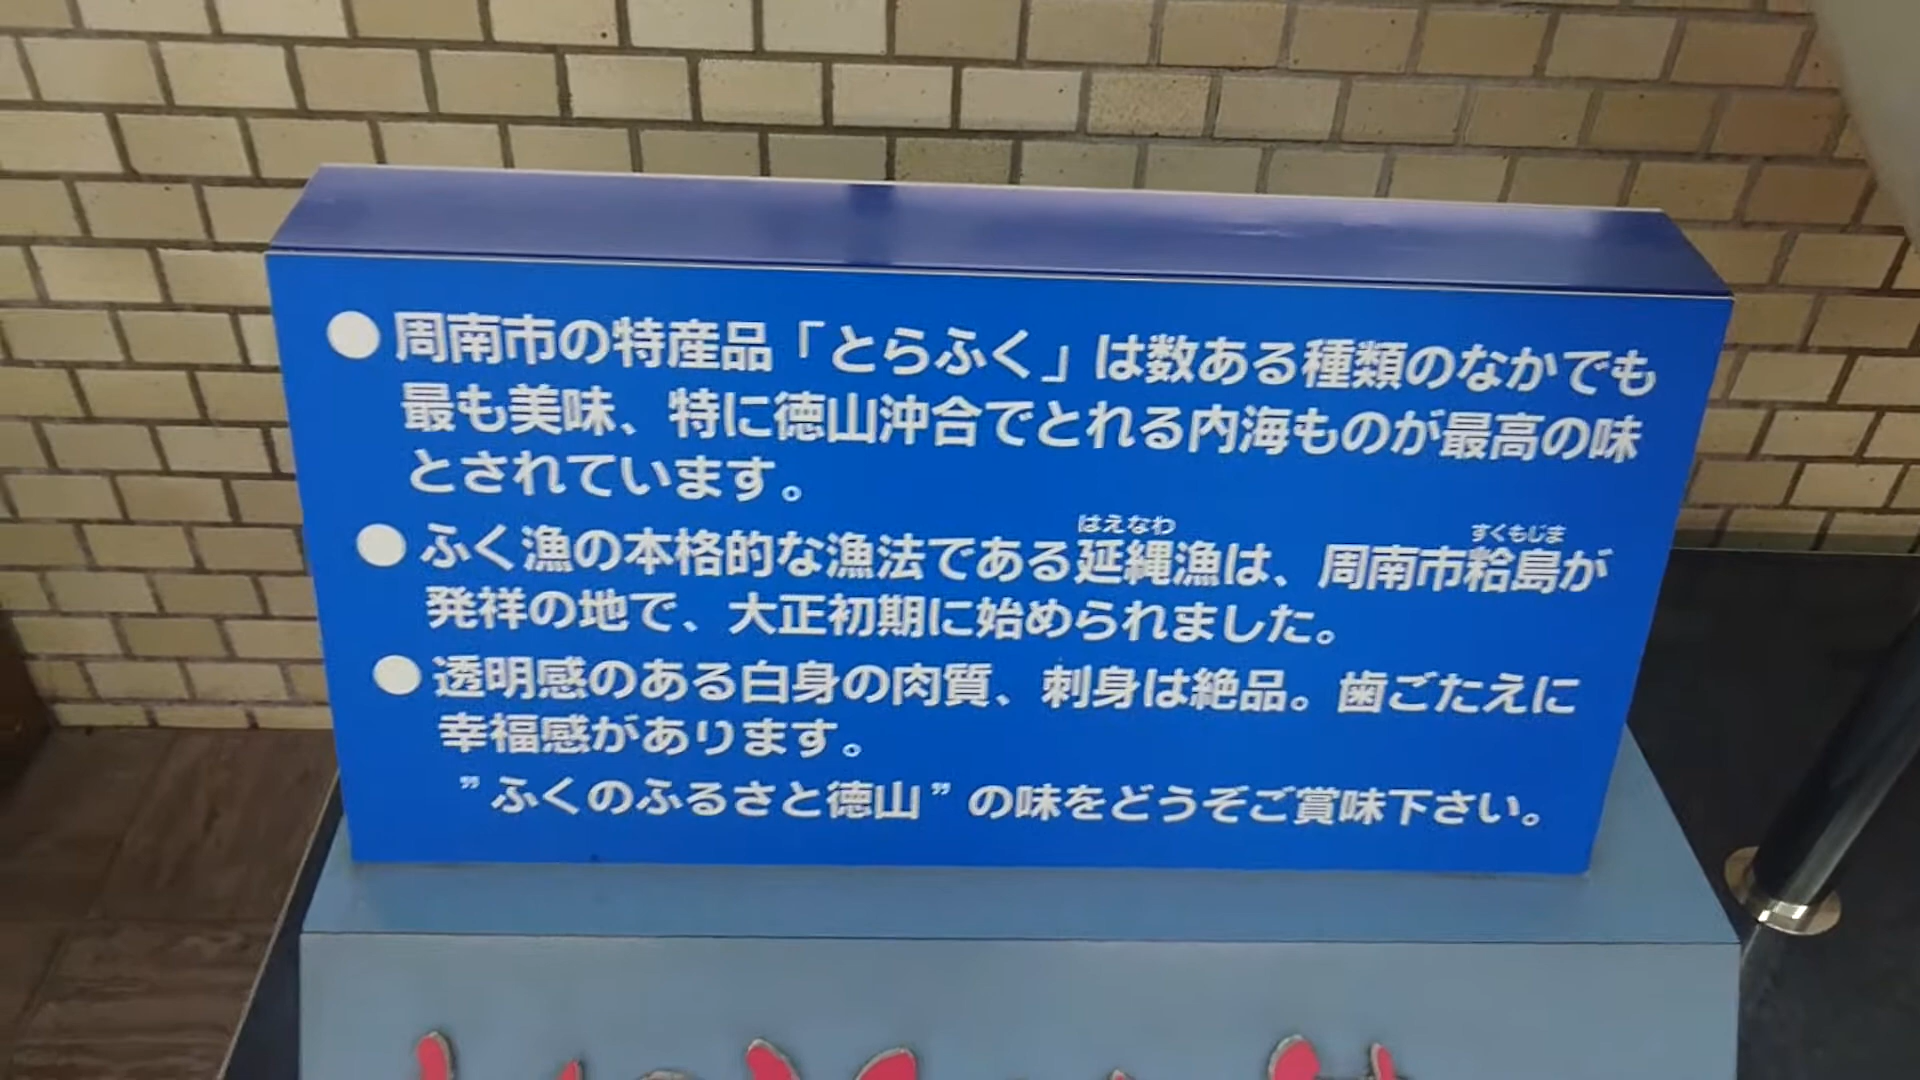 ●周南市の特産品「とらふく」は数ある種類のなかでも
最も美味、特に徳山沖合でとれる内海ものが最高の味
とされています。
はえなわ すくもじま
●ふく漁の本格的な漁法である延縄漁は、周南市粭島が
発祥の地で、大正初期に始められました。
●透明感のある白身の肉質、刺身は絶品。歯ごたえに
幸福感があります。
”ふくのふるさと徳山”の味をどうぞご賞味下さい。